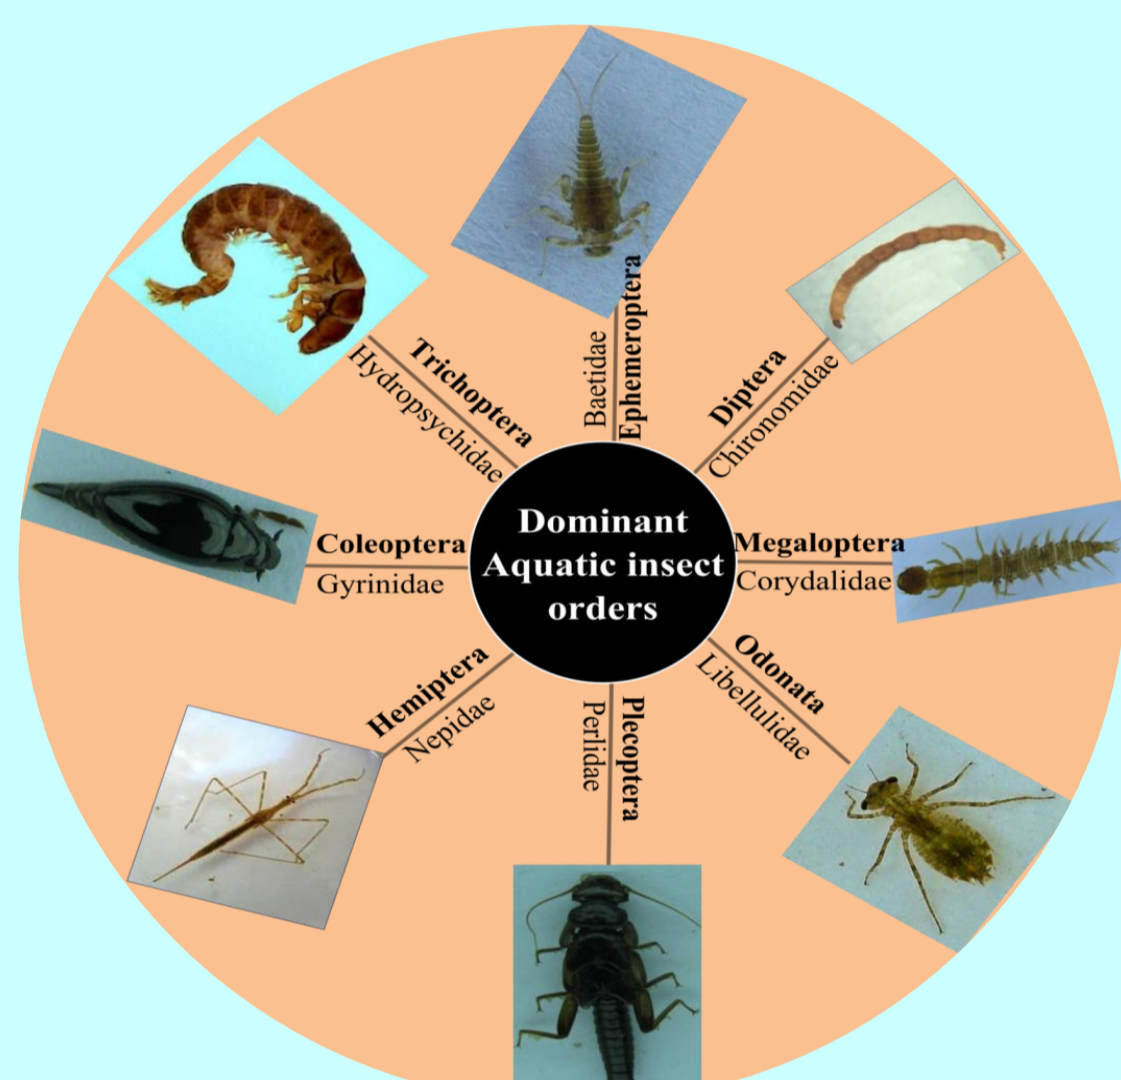 Dominant
Aquatic insect
orders
Ephemeroptera
Baetidae
Diptera
Chironomidae
Megaloptera
Corydalidae
Odonata
Libellulidae
Plecoptera
Perlidae
Hemiptera
Nepidae
Coleoptera
Gyrinidae
Trichoptera
Hydropsychidae